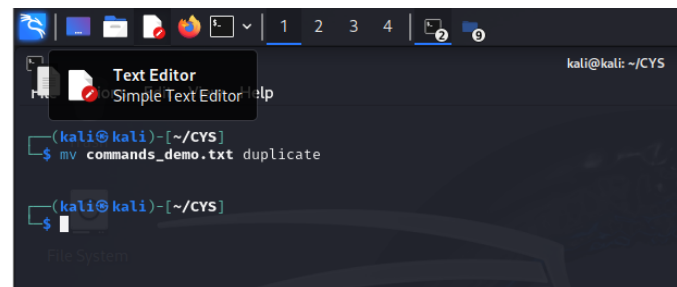 1 2 3 4 2 9
kali@kali: ~/CYS
Text Editor
Simple Text Editor Help
┌──(kali㉿kali)-[~/CYS]
└─$ mv commands_demo.txt duplicate
┌──(kali㉿kali)-[~/CYS]
└─$
File System